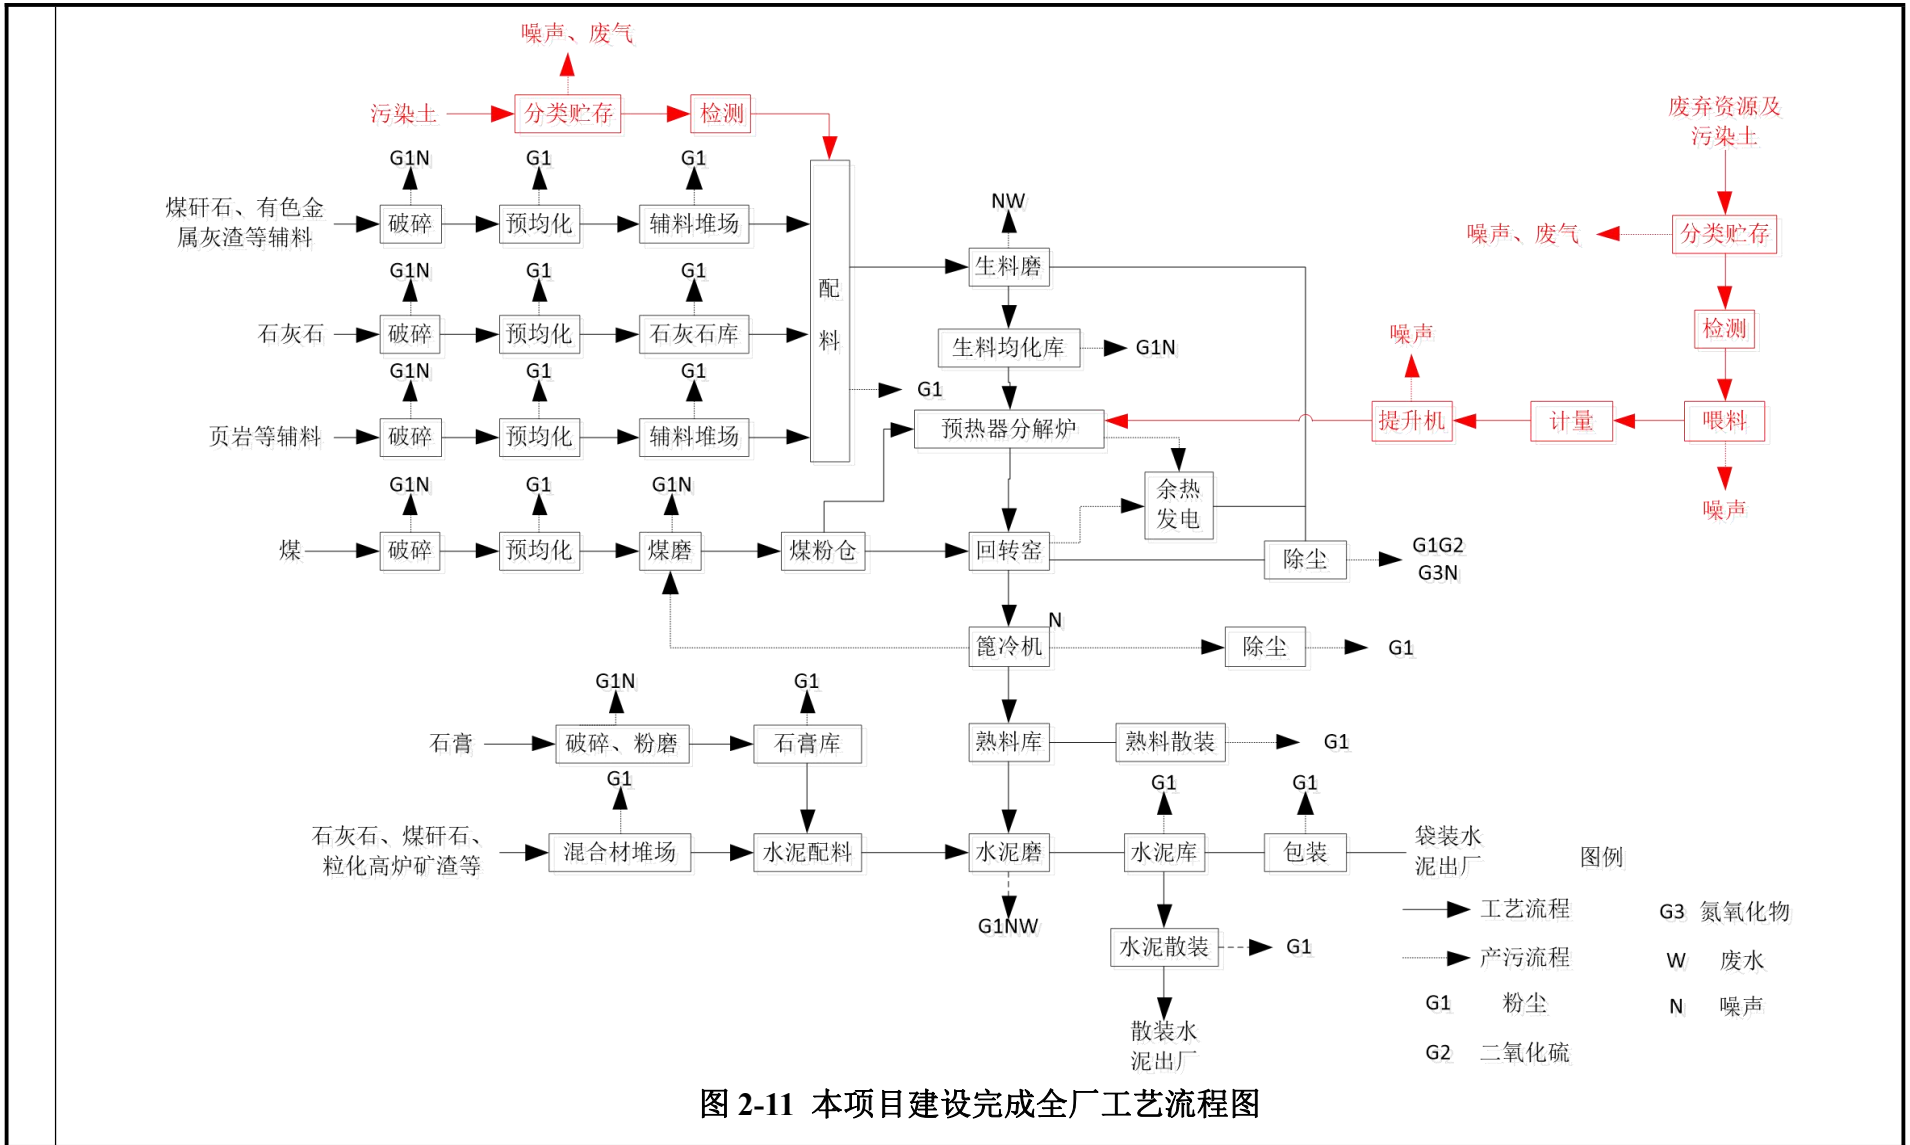 噪声、废气
污染土
分类贮存
检测
废弃资源及
污染土
G1N
G1
G1
煤矸石、有色金
属灰渣等辅料
破碎
预均化
辅料堆场
NW
噪声、废气
分类贮存
G1N
G1
G1
生料磨
配
料
石灰石
破碎
预均化
石灰石库
生料均化库
G1N
噪声
检测
G1N
G1
G1
G1
页岩等辅料
破碎
预均化
辅料堆场
预热器分解炉
提升机
计量
喂料
G1N
G1
G1N
余热
发电
噪声
煤
破碎
预均化
煤磨
煤粉仓
回转窑
除尘
G1G2
G3N
N
篦冷机
除尘
G1
G1N
G1
石膏
破碎、粉磨
石膏库
熟料库
熟料散装
G1
G1
G1
G1
石灰石、煤矸石、
粒化高炉矿渣等
混合材堆场
水泥配料
水泥磨
水泥库
包装
袋装水
泥出厂
图例
G1NW
水泥散装
G1
工艺流程
G3 氮氧化物
产污流程
W 废水
G1 粉尘
N 噪声
散装水
泥出厂
G2 二氧化硫
图 2-11 本项目建设完成全厂工艺流程图